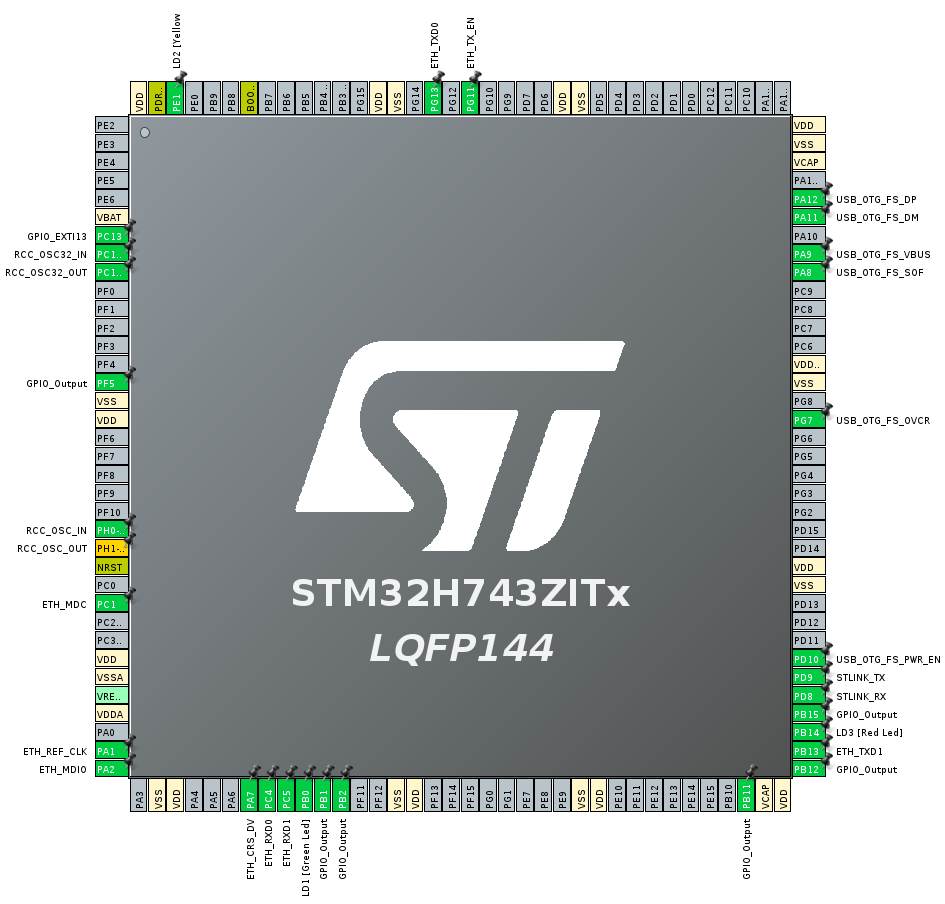 LD2 [Yellow
ETH_TXD0
ETH_TX_EN
VDD
PDR..
PE1
PE0
PB9
PB8
BOO..
PB7
PB6
PB5
PB4..
PB3..
PG15
VDD
VSS
PG14
PG13
PG12
PG11
PG10
PG9
PD7
PD6
VDD
VSS
PD5
PD4
PD3
PD2
PD1
PD0
PC12
PC11
PC10
PA1..
PA1..
PE2
PE3
PE4
PE5
PE6
VBAT
GPIO_EXTI13 PC13
RCC_OSC32_IN PC1..
RCC_OSC32_OUT PC1..
PF0
PF1
PF2
PF3
PF4
GPIO_Output PF5
VSS
VDD
PF6
PF7
PF8
PF9
PF10
RCC_OSC_IN PH0-..
RCC_OSC_OUT PH1-..
NRST
PC0
ETH_MDC PC1
PC2..
PC3..
VDD
VSSA
VRE..
VDDA
PA0
ETH_REF_CLK PA1
ETH_MDIO PA2
STM32H743ZITx
LQFP144
VDD
VSS
VCAP
PA1..
PA12 USB_OTG_FS_DP
PA11 USB_OTG_FS_DM
PA10
PA9 USB_OTG_FS_VBUS
PA8 USB_OTG_FS_SOF
PC9
PC8
PC7
PC6
VDD..
VSS
PG8
PG7 USB_OTG_FS_OVCR
PG6
PG5
PG4
PG3
PG2
PD15
PD14
VDD
VSS
PD13
PD12
PD11
PD10 USB_OTG_FS_PWR_EN
PD9 STLINK_TX
PD8 STLINK_RX
PB15 GPIO_Output
PB14 LD3 [Red Led]
PB13 ETH_TXD1
PB12 GPIO_Output
PA3
VSS
VDD
PA4
PA5
PA6
PA7
PC4
PC5
PB0
PB1
PB2
PF11
PF12
VSS
VDD
PF13
PF14
PF15
PG0
PG1
PE7
PE8
PE9
VSS
VDD
PE10
PE11
PE12
PE13
PE14
PE15
PB10
PB11
VCAP
VDD
ETH_CRS_DV
ETH_RXD0
ETH_RXD1
LD1 [Green Led]
GPIO_Output
GPIO_Output
GPIO_Output